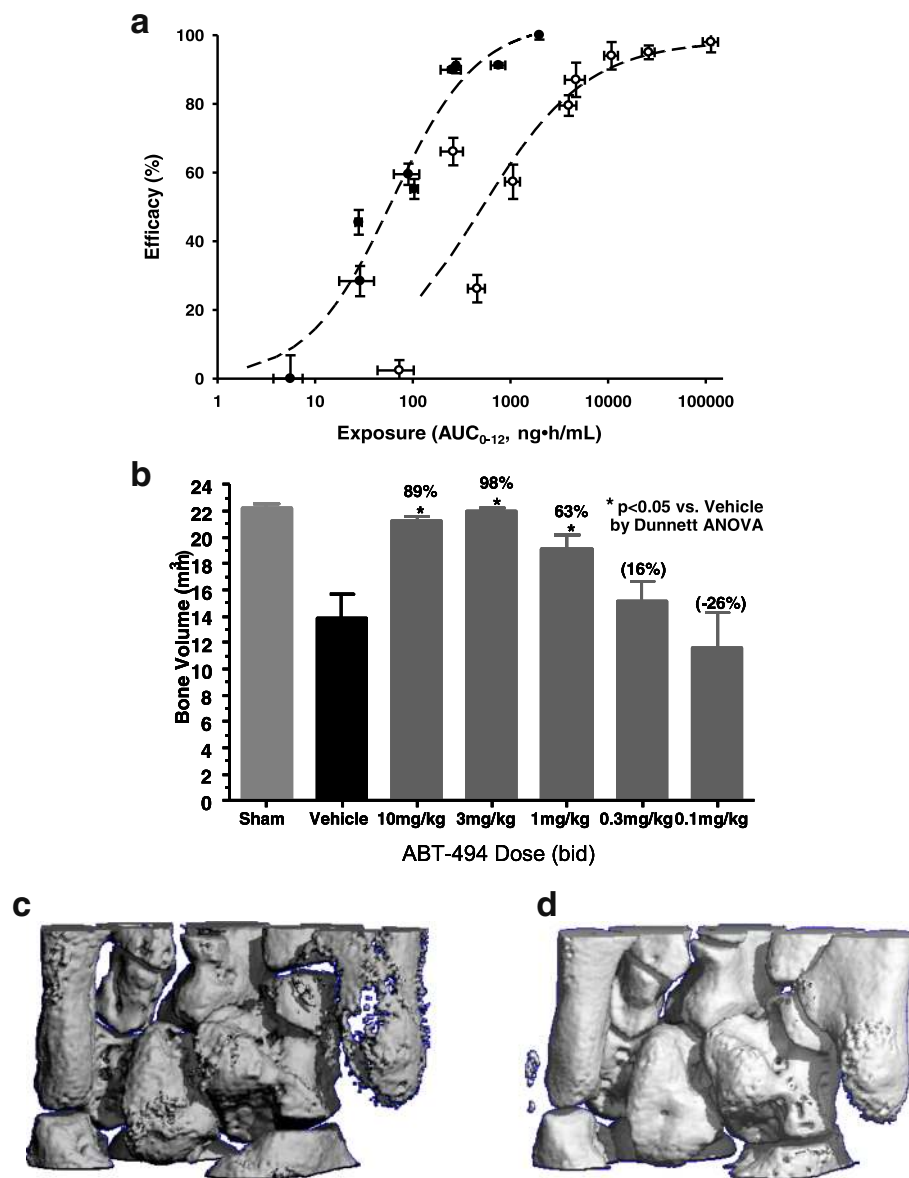 a
100
80
60
40
20
0
Efficacy (%)
1 10 100 1000 10000 100000
Exposure (AUC0-12, ng•h/mL)
b
24
22
20
18
16
14
12
10
8
6
4
2
0
Bone Volume (mm3)
89%
*
98%
*
63%
*
(16%)
(-26%)
* p<0.05 vs. Vehicle
by Dunnett ANOVA
Sham Vehicle 10mg/kg 3mg/kg 1mg/kg 0.3mg/kg 0.1mg/kg
ABT-494 Dose (bid)
c
d